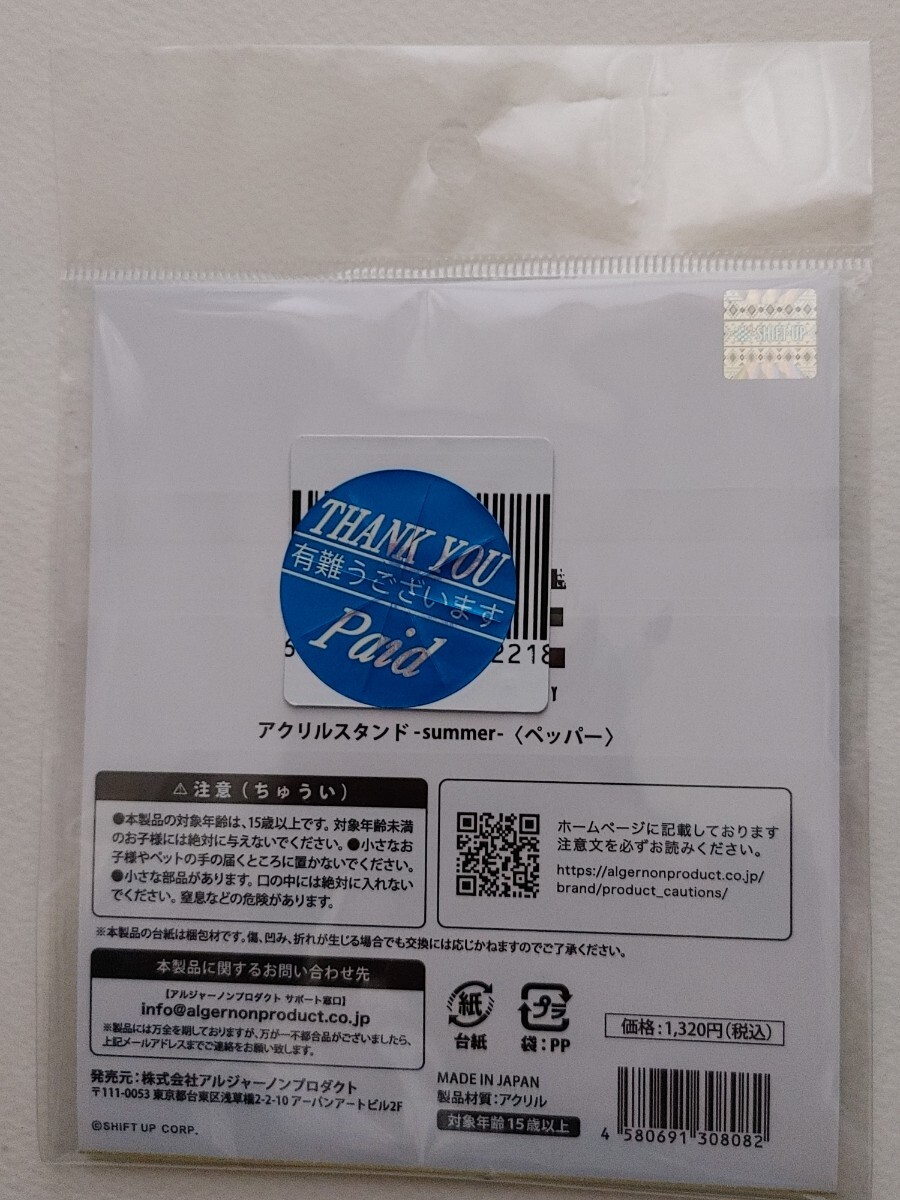 SHIFT UP
THANK YOU
有難うございます
Paid
6
2218
Y
アクリルスタンド -summer-〈ペッパー〉
⚠注意(ちゅうい)
●本製品の対象年齢は、15歳以上です。対象年齢未満
のお子様には絶対に与えないでください。●小さなお
子様やペットの手の届くところに置かないでください。
●小さな部品があります。口の中には絶対に入れない
でください。窒息などの危険があります。
ホームページに記載しております
注意文を必ずお読みください。
https://algernonproduct.co.jp/
brand/product_cautions/
※本製品の台紙は梱包材です。傷、凹み、折れが生じる場合でも交換には応じかねますのでご了承ください。
本製品に関するお問い合わせ先
【アルジャーノンプロダクト サポート窓口】
info@algernonproduct.co.jp
※製品には万全を期しておりますが、万が一不都合品がございましたら、
上記メールアドレスまでご連絡をお願い致します。
紙
台紙
プラ
袋:PP
価格:1,320円(税込)
発売元:株式会社アルジャーノンプロダクト
〒111-0053 東京都台東区浅草橋2-2-10 アーバンアートビル2F
©SHIFT UP CORP.
MADE IN JAPAN
製品材質:アクリル
対象年齢15歳以上
4 580691 308082